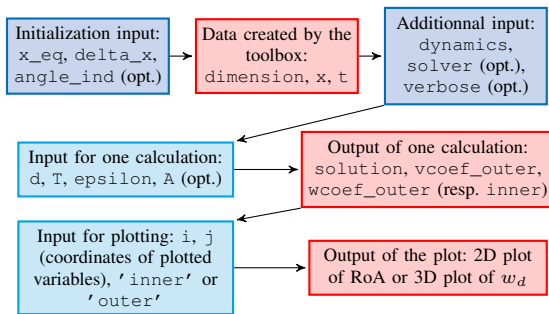 Initialization input:
x_eq, delta_x,
angle_ind (opt.)
Data created by the
toolbox:
dimension, x, t
Additionnal input:
dynamics,
solver (opt.),
verbose (opt.)
Input for one calculation:
d, T, epsilon, A (opt.)
Output of one calculation:
solution, vcoef_outer,
wcoef_outer (resp. inner)
Input for plotting: i, j
(coordinates of plotted
variables), 'inner' or
'outer'
Output of the plot: 2D plot
of RoA or 3D plot of w_d